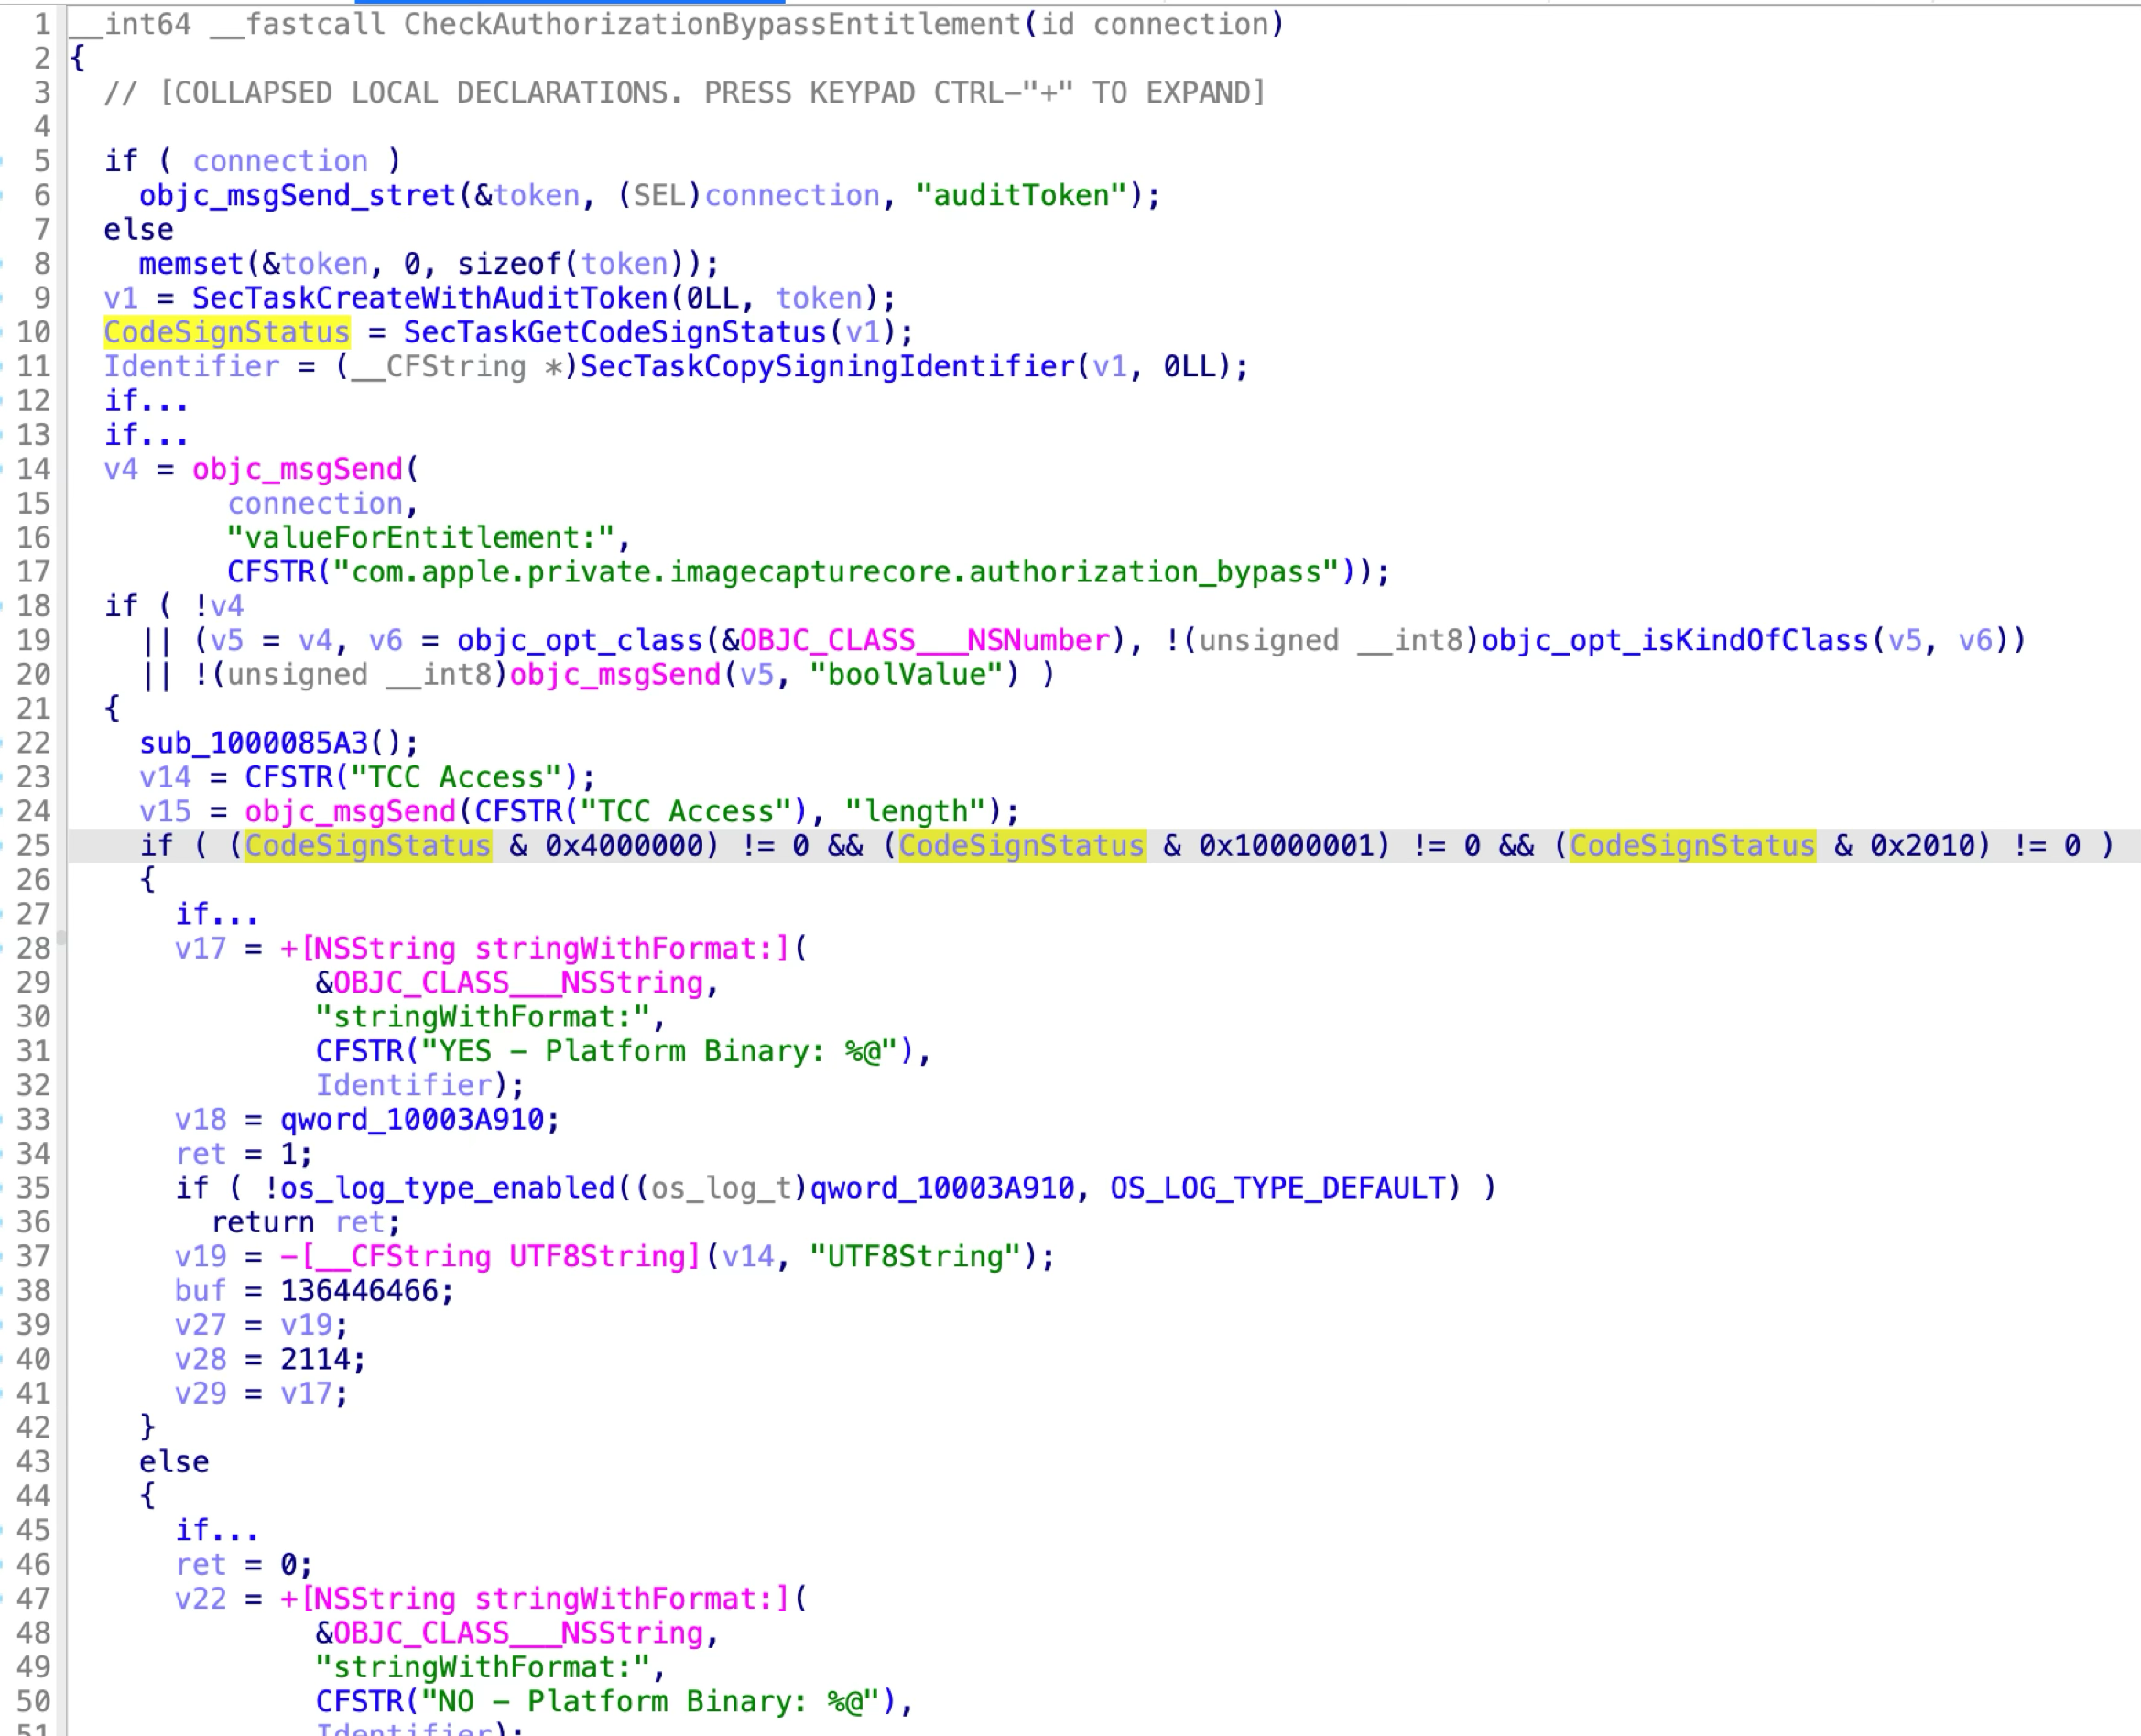 1 __int64 __fastcall CheckAuthorizationBypassEntitlement(id connection)
2 {
3 // [COLLAPSED LOCAL DECLARATIONS. PRESS KEYPAD CTRL-"+" TO EXPAND]
4
5 if ( connection )
6 objc_msgSend_stret(&token, (SEL)connection, "auditToken");
7 else
8 memset(&token, 0, sizeof(token));
9 v1 = SecTaskCreateWithAuditToken(0LL, token);
10 CodeSignStatus = SecTaskGetCodeSignStatus(v1);
11 Identifier = (__CFString *)SecTaskCopySigningIdentifier(v1, 0LL);
12 if...
13 if...
14 v4 = objc_msgSend(
15 connection,
16 "valueForEntitlement:",
17 CFSTR("com.apple.private.imagecapturecore.authorization_bypass"));
18 if ( !v4
19 || (v5 = v4, v6 = objc_opt_class(&OBJC_CLASS___NSNumber), !(unsigned __int8)objc_opt_isKindOfClass(v5, v6))
20 || !(unsigned __int8)objc_msgSend(v5, "boolValue") )
21 {
22 sub_1000085A3();
23 v14 = CFSTR("TCC Access");
24 v15 = objc_msgSend(CFSTR("TCC Access"), "length");
25 if ( (CodeSignStatus & 0x4000000) != 0 && (CodeSignStatus & 0x10000001) != 0 && (CodeSignStatus & 0x2010) != 0 )
26 {
27 if...
28 v17 = +[NSString stringWithFormat:](
29 &OBJC_CLASS___NSString,
30 "stringWithFormat:",
31 CFSTR("YES – Platform Binary: %@"),
32 Identifier);
33 v18 = qword_10003A910;
34 ret = 1;
35 if ( !os_log_type_enabled((os_log_t)qword_10003A910, OS_LOG_TYPE_DEFAULT) )
36 return ret;
37 v19 = -[__CFString UTF8String](v14, "UTF8String");
38 buf = 136446466;
39 v27 = v19;
40 v28 = 2114;
41 v29 = v17;
42 }
43 else
44 {
45 if...
46 ret = 0;
47 v22 = +[NSString stringWithFormat:](
48 &OBJC_CLASS___NSString,
49 "stringWithFormat:",
50 CFSTR("NO – Platform Binary: %@"),
51 Identifier);